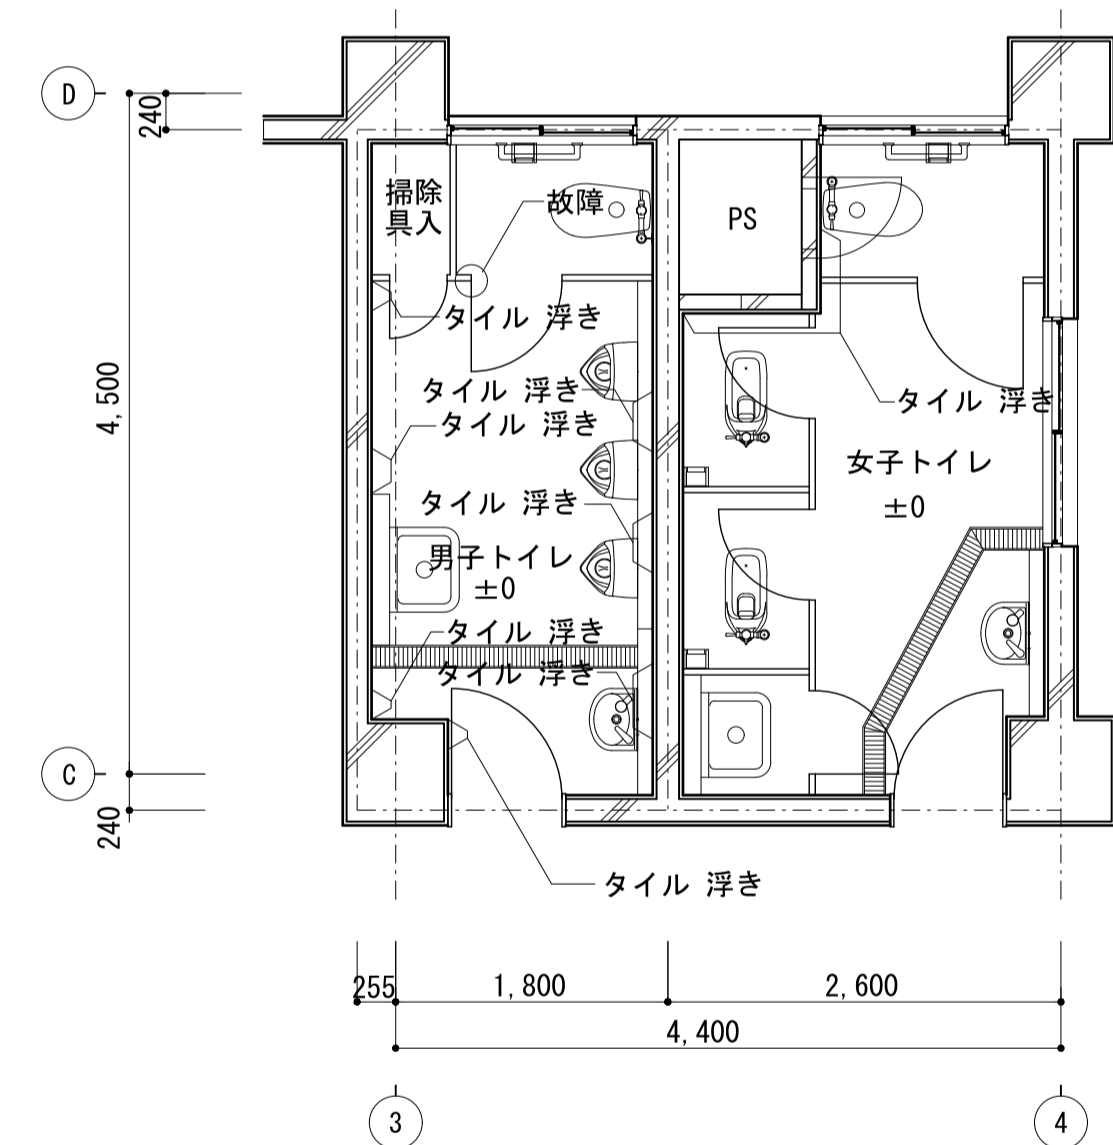 D
240
掃除
具入
故障
PS
タイル 浮き
タイル 浮き
タイル 浮き
タイル 浮き
4,500
女子トイレ
±0
タイル 浮き
男子トイレ
±0
タイル 浮き
タイル 浮き
C
240
タイル 浮き
255
1,800
2,600
4,400
3
4